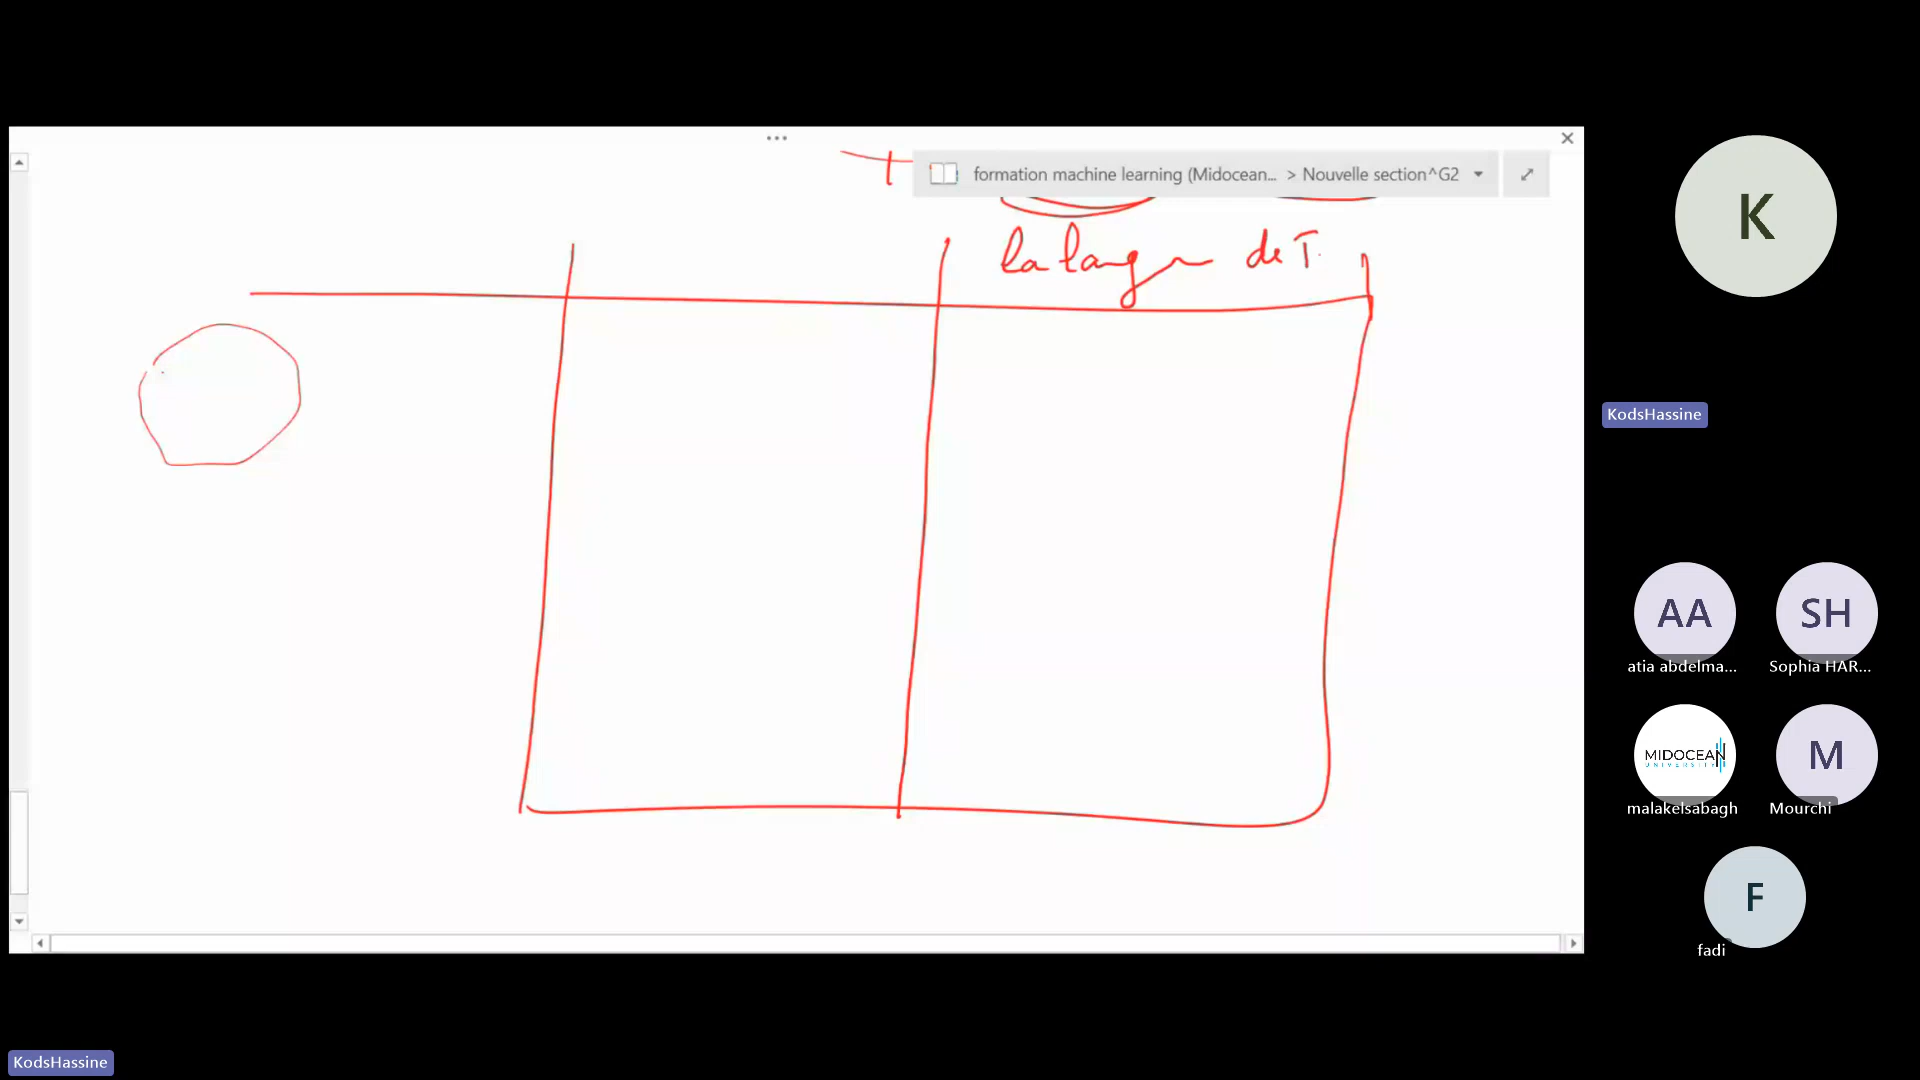 formation machine learning (Midocean... > Nouvelle section^G2
la langue de T.
K
KodsHassine
AA
SH
atia abdelma...
Sophia HAR...
MIDOCEAN
UNIVERSITY
M
malakelsabagh
Mourchi
F
fadi
KodsHassine